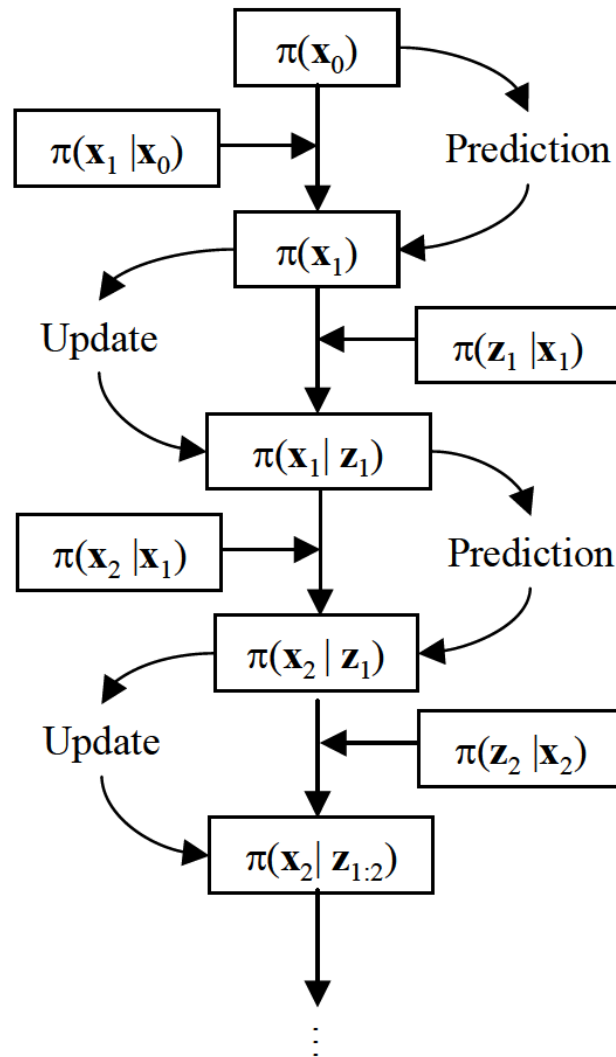 π(x₀)
π(x₁ |x₀)
Prediction
π(x₁)
Update
π(z₁ |x₁)
π(x₁| z₁)
π(x₂ |x₁)
Prediction
π(x₂ | z₁)
Update
π(z₂ |x₂)
π(x₂| z₁:₂)
⋮